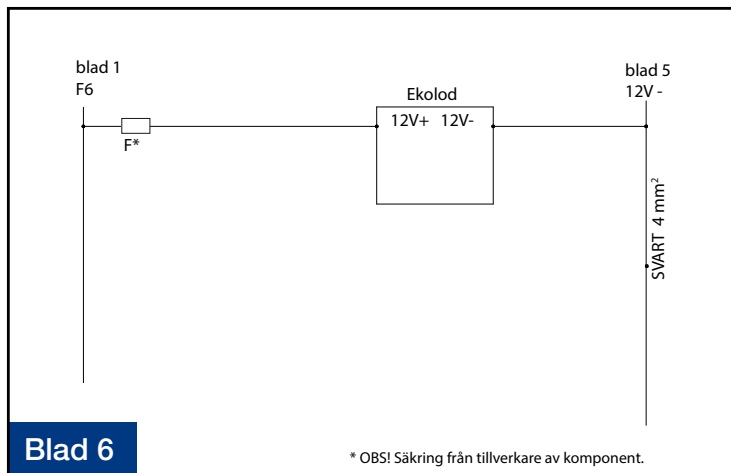 blad 1
F6
F*
Ekolod
12V+ 12V-
blad 5
12V -
SVART 4 mm²
Blad 6
* OBS! Säkring från tillverkare av komponent.